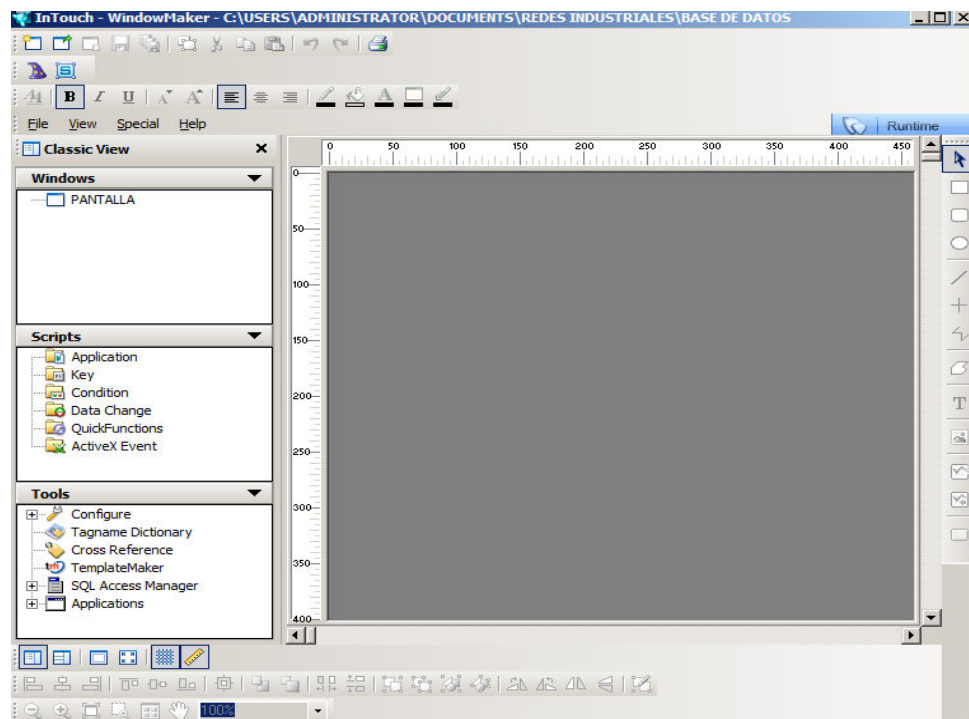 InTouch - WindowMaker - C:\USERS\ADMINISTRATOR\DOCUMENTS\REDES INDUSTRIALES\BASE DE DATOS
B I U A A
A
File View Special Help
Runtime
Classic View
Windows
PANTALLA
Scripts
Application
Key
Condition
Data Change
QuickFunctions
ActiveX Event
Tools
Configure
Tagname Dictionary
Cross Reference
TemplateMaker
SQL Access Manager
Applications
0 50 100 150 200 250 300 350 400 450
0
50
100
150
200
250
300
350
400
T
100%